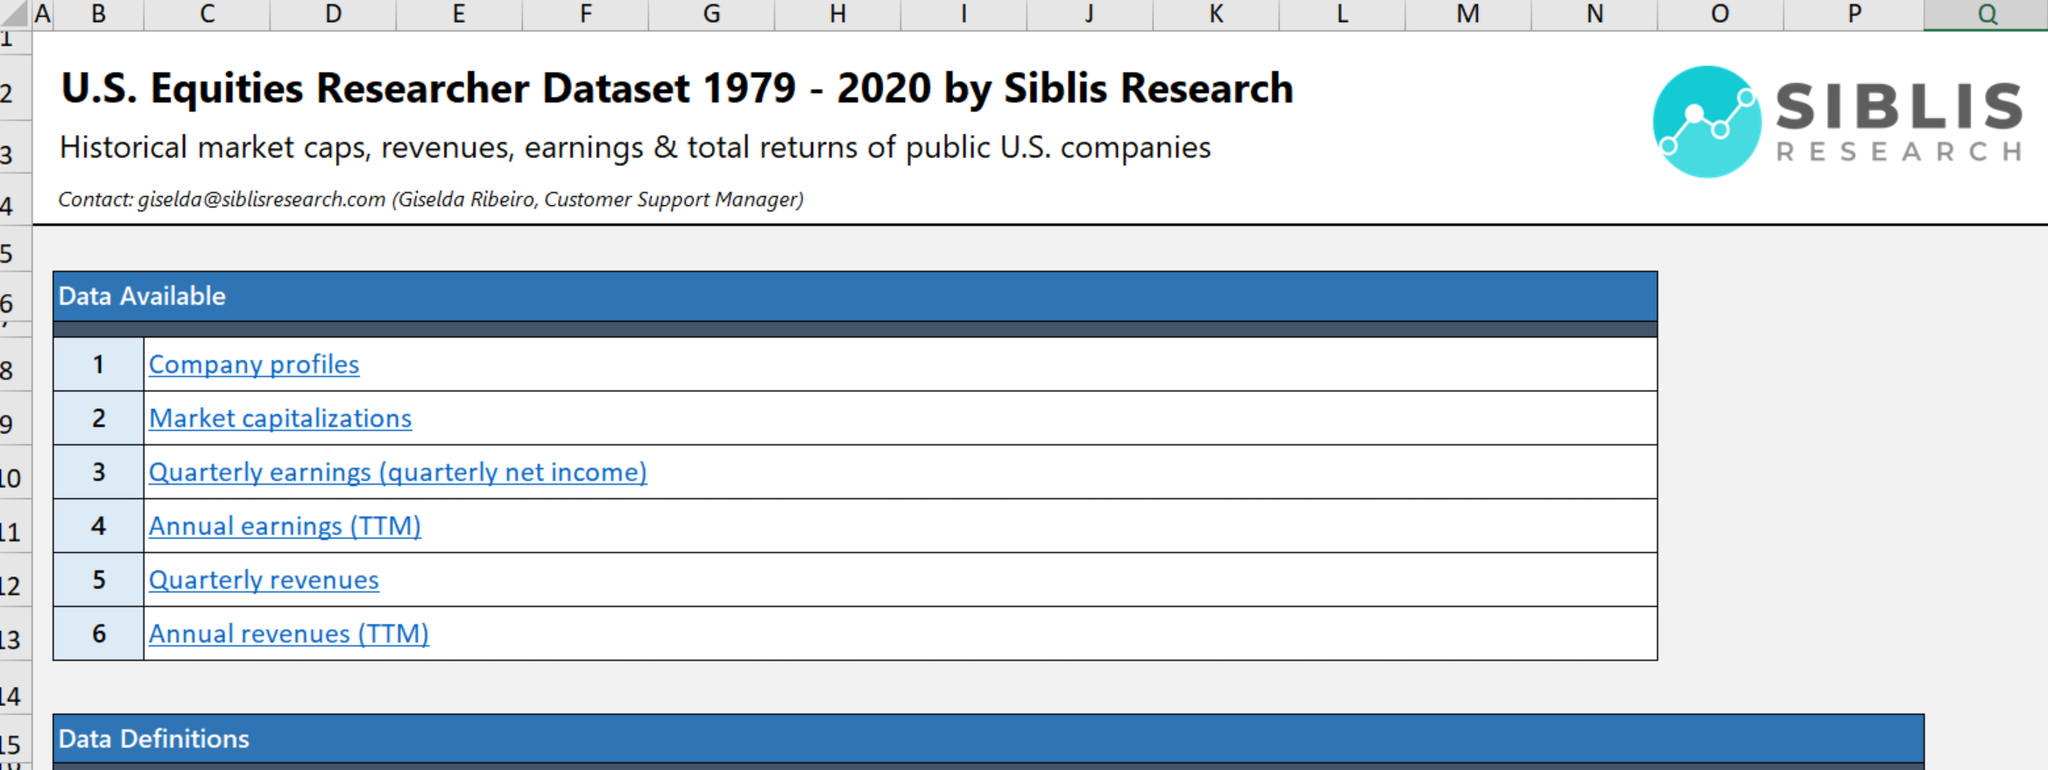 A B C D E F G H I J K L M N O P Q
1
2 U.S. Equities Researcher Dataset 1979 - 2020 by Siblis Research
SIBLIS
RESEARCH
3 Historical market caps, revenues, earnings & total returns of public U.S. companies
4 Contact: giselda@siblisresearch.com (Giselda Ribeiro, Customer Support Manager)
5
6 Data Available
8 1 Company profiles
9 2 Market capitalizations
10 3 Quarterly earnings (quarterly net income)
11 4 Annual earnings (TTM)
12 5 Quarterly revenues
13 6 Annual revenues (TTM)
14
15 Data Definitions